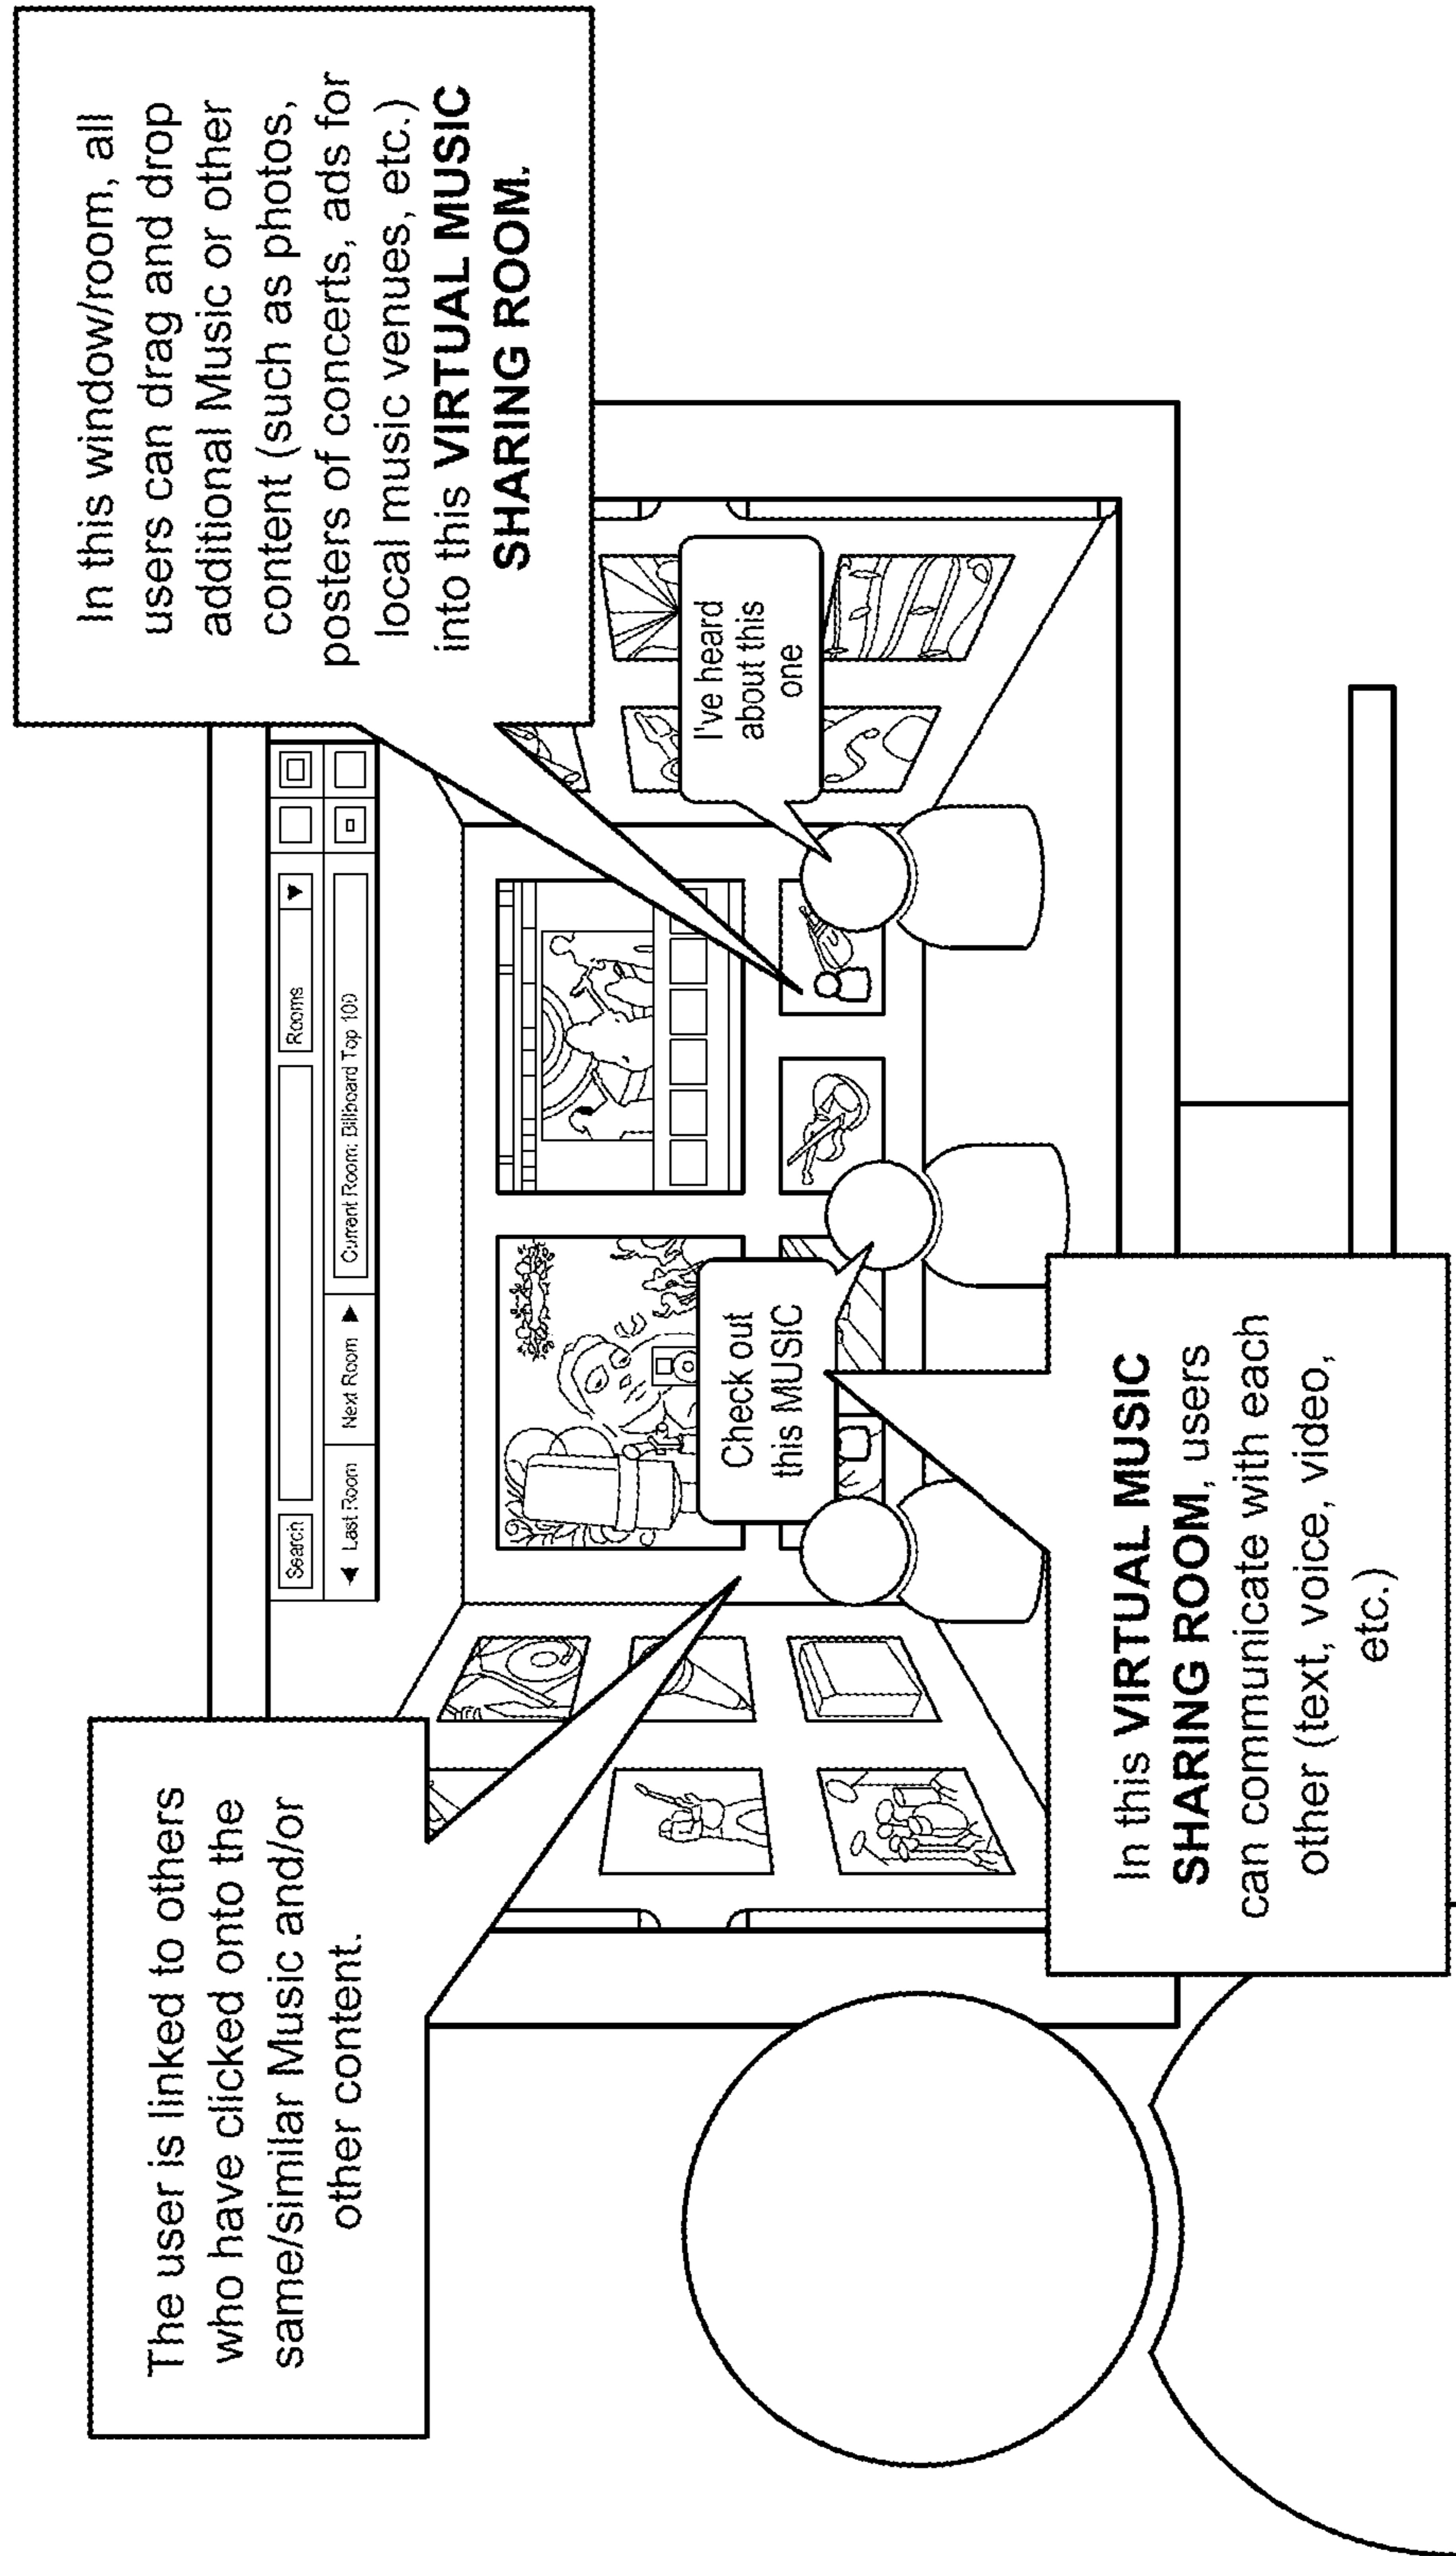 The user is linked to others
who have clicked onto the
same/similar Music and/or
other content.
In this window/room, all
users can drag and drop
additional Music or other
content (such as photos,
posters of concerts, ads for
local music venues, etc.)
into this VIRTUAL MUSIC
SHARING ROOM.
Search
Rooms
Last Room
Next Room
Current Room: Billboard Top 100
Check out
this MUSIC
I've heard
about this
one
In this VIRTUAL MUSIC
SHARING ROOM, users
can communicate with each
other (text, voice, video,
etc.)